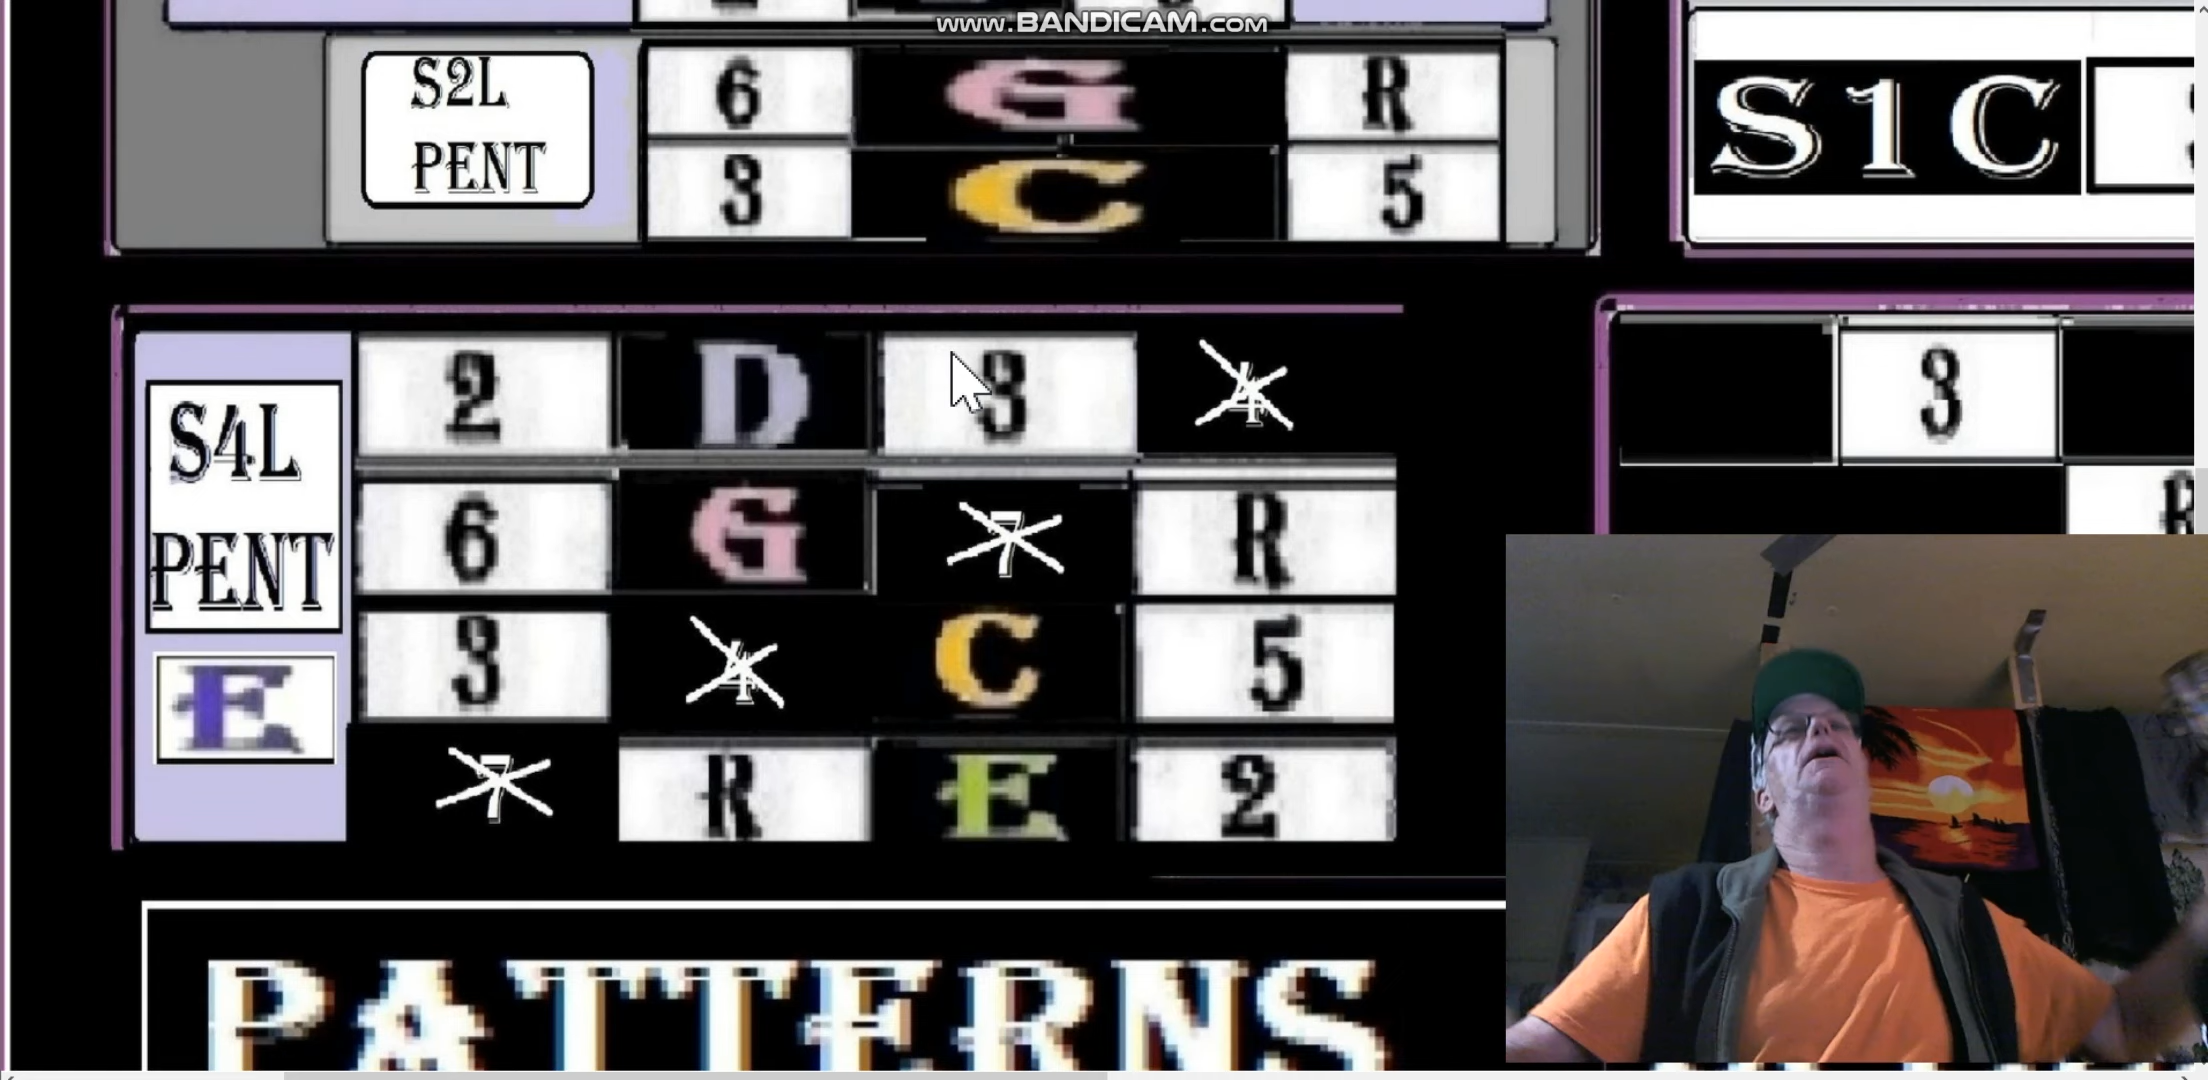 www.BANDICAM.com
S2L
PENT
6 G R
3 C 5
S1C
S4L
PENT
E
2 D 3 4
6 G 7 R
3 4 C 5
7 R E 2
3
R
PATTERNS